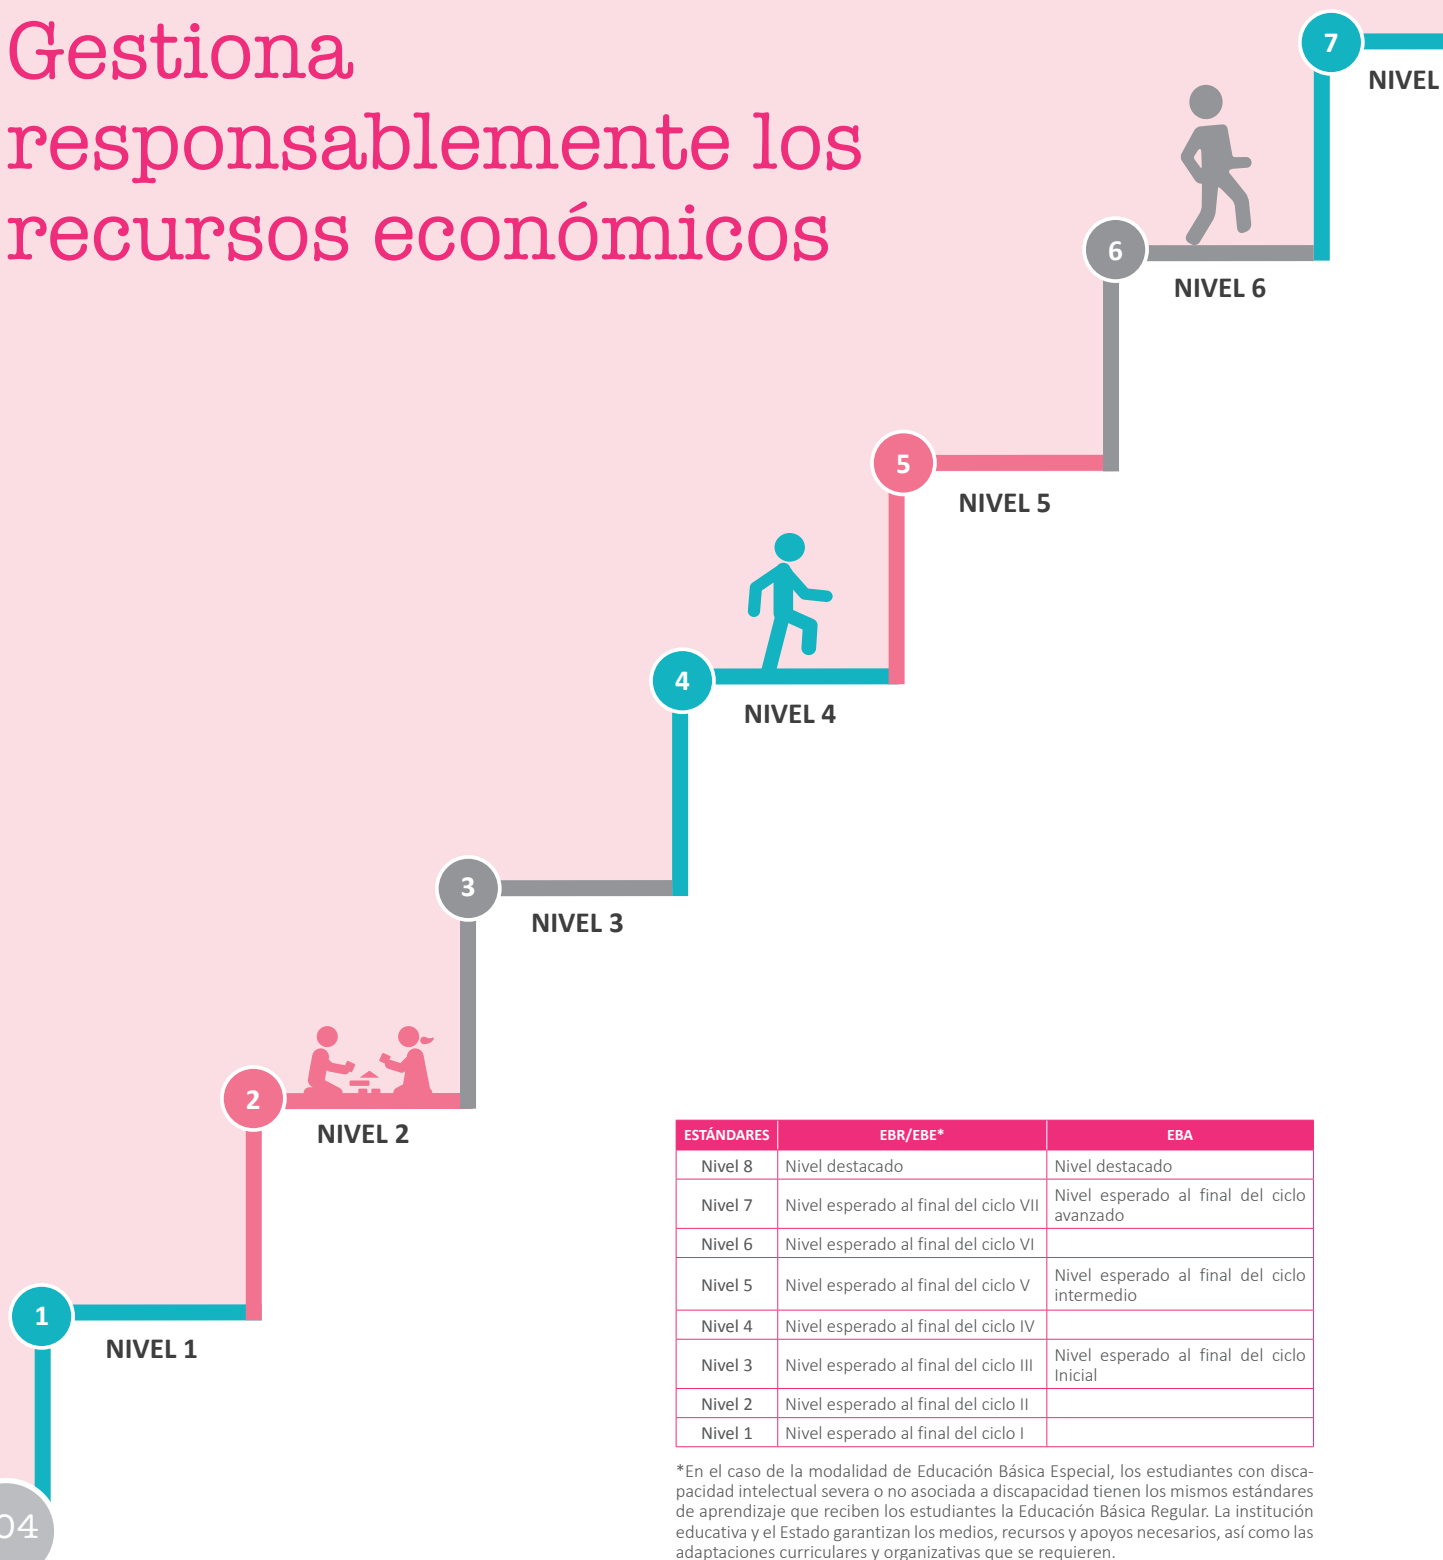 Gestiona
responsablemente los
recursos económicos
7
NIVEL
6
NIVEL 6
5
NIVEL 5
4
NIVEL 4
3
NIVEL 3
2
NIVEL 2
1
NIVEL 1
ESTÁNDARES EBR/EBE* EBA
Nivel 8 Nivel destacado Nivel destacado
Nivel 7 Nivel esperado al final del ciclo VII Nivel esperado al final del ciclo
avanzado
Nivel 6 Nivel esperado al final del ciclo VI
Nivel 5 Nivel esperado al final del ciclo V Nivel esperado al final del ciclo
intermedio
Nivel 4 Nivel esperado al final del ciclo IV
Nivel 3 Nivel esperado al final del ciclo III Nivel esperado al final del ciclo
Inicial
Nivel 2 Nivel esperado al final del ciclo II
Nivel 1 Nivel esperado al final del ciclo I
*En el caso de la modalidad de Educación Básica Especial, los estudiantes con disca-
pacidad intelectual severa o no asociada a discapacidad tienen los mismos estándares
de aprendizaje que reciben los estudiantes la Educación Básica Regular. La institución
educativa y el Estado garantizan los medios, recursos y apoyos necesarios, así como las
adaptaciones curriculares y organizativas que se requieren.
04